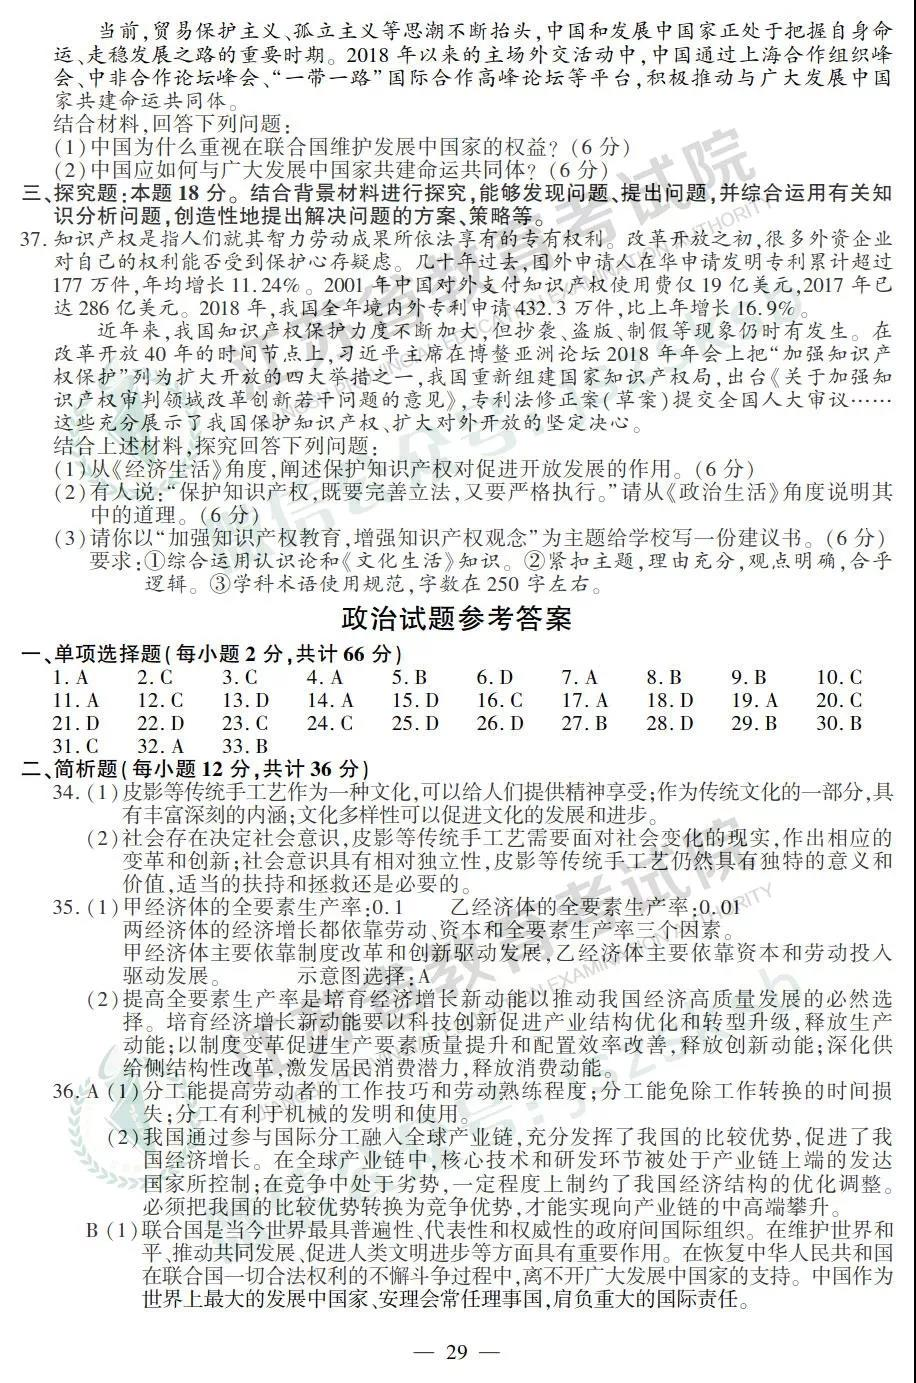 当前,贸易保护主义、孤立主义等思潮不断抬头,中国和发展中国家正处于把握自身命
运、走稳发展之路的重要时期。2018 年以来的主场外交活动中,中国通过上海合作组织峰
会、中非合作论坛峰会、“一带一路”国际合作高峰论坛等平台,积极推动与广大发展中国
家共建命运共同体。
结合材料,回答下列问题:
(1)中国为什么重视在联合国维护发展中国家的权益? (6 分)
(2)中国应如何与广大发展中国家共建命运共同体? (6 分)
三、探究题:本题 18 分。结合背景材料进行探究,能够发现问题、提出问题,并综合运用有关知
识分析问题,创造性地提出解决问题的方案、策略等。
37. 知识产权是指人们就其智力劳动成果所依法享有的专有权利。改革开放之初,很多外资企业
对自己的权利能否受到保护心存疑虑。几十年过去,国外申请人在华申请发明专利累计超过
177 万件,年均增长 11.24%。2001 年中国对外支付知识产权使用费仅 19 亿美元,2017 年已
达 286 亿美元。2018 年,我国全年境内外专利申请 432.3 万件,比上年增长 16.9%。
近年来,我国知识产权保护力度不断加大,但抄袭、盗版、制假等现象仍时有发生。在
改革开放 40 年的时间节点上,习近平主席在博鳌亚洲论坛 2018 年年会上把“加强知识产
权保护”列为扩大开放的四大举措之一,我国重新组建国家知识产权局,出台《关于加强知
识产权审判领域改革创新若干问题的意见》,专利法修正案(草案)提交全国人大审议……
这些充分展示了我国保护知识产权、扩大对外开放的坚定决心。
结合上述材料,探究回答下列问题:
(1)从《经济生活》角度,阐述保护知识产权对促进开放发展的作用。(6 分)
(2)有人说:“保护知识产权,既要完善立法,又要严格执行。”请从《政治生活》角度说明其
中的道理。(6 分)
(3)请你以“加强知识产权教育,增强知识产权观念”为主题给学校写一份建议书。(6 分)
要求:①综合运用认识论和《文化生活》知识。②紧扣主题,理由充分,观点明确,合乎
逻辑。③学科术语使用规范,字数在 250 字左右。
政治试题参考答案
一、单项选择题(每小题 2 分,共计 66 分)
1. A 2. C 3. C 4. A 5. B 6. D 7. A 8. B 9. B 10. C
11. A 12. C 13. D 14. A 15. D 16. C 17. A 18. D 19. A 20. C
21. D 22. D 23. C 24. C 25. D 26. D 27. B 28. D 29. B 30. B
31. C 32. A 33. B
二、简析题(每小题 12 分,共计 36 分)
34. (1)皮影等传统手工艺作为一种文化,可以给人们提供精神享受;作为传统文化的一部分,具
有丰富深刻的内涵;文化多样性可以促进文化的发展和进步。
(2)社会存在决定社会意识,皮影等传统手工艺需要面对社会变化的现实,作出相应的
变革和创新;社会意识具有相对独立性,皮影等传统手工艺仍然具有独特的意义和
价值,适当的扶持和拯救还是必要的。
35. (1)甲经济体的全要素生产率:0.1 乙经济体的全要素生产率:0.01
两经济体的经济增长都依靠劳动、资本和全要素生产率三个因素。
甲经济体主要依靠制度改革和创新驱动发展,乙经济体主要依靠资本和劳动投入
驱动发展。 示意图选择:A
(2)提高全要素生产率是培育经济增长新动能以推动我国经济高质量发展的必然选
择。培育经济增长新动能要以科技创新促进产业结构优化和转型升级,释放生产
动能;以制度变革促进生产要素质量提升和配置效率改善,释放创新动能;深化供
给侧结构性改革,激发居民消费潜力,释放消费动能。
36. A (1)分工能提高劳动者的工作技巧和劳动熟练程度;分工能免除工作转换的时间损
失;分工有利于机械的发明和使用。
(2)我国通过参与国际分工融入全球产业链,充分发挥了我国的比较优势,促进了我
国经济增长。在全球产业链中,核心技术和研发环节被处于产业链上端的发达
国家所控制;在竞争中处于劣势,一定程度上制约了我国经济结构的优化调整。
必须把我国的比较优势转换为竞争优势,才能实现向产业链的中高端攀升。
B (1)联合国是当今世界最具普遍性、代表性和权威性的政府间国际组织。在维护世界和
平、推动共同发展、促进人类文明进步等方面具有重要作用。在恢复中华人民共和国
在联合国一切合法权利的不懈斗争过程中,离不开广大发展中国家的支持。中国作为
世界上最大的发展中国家、安理会常任理事国,肩负重大的国际责任。
— 29 —
江苏省教育考试院
JIANGSU PROVINCIAL EDUCATION EXAMINATION AUTHORITY
微信公众号:jszsksb
江苏省教育考试院
JIANGSU PROVINCIAL EDUCATION EXAMINATION AUTHORITY
微信公众号:jszsksb